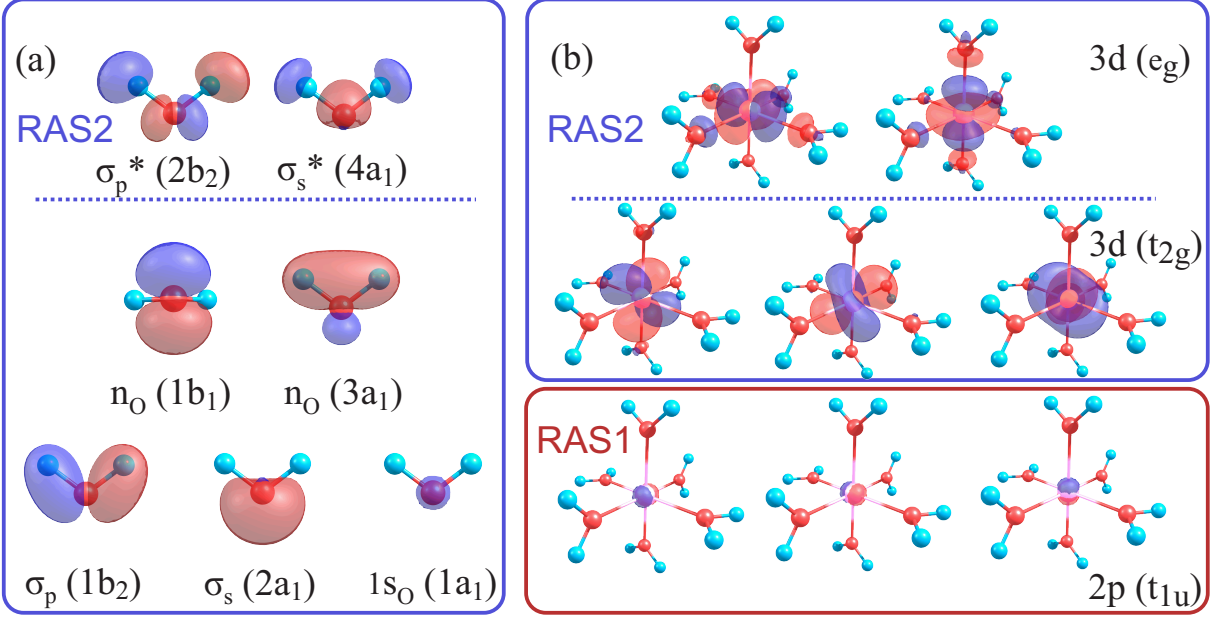 (a)
RAS2
σp* (2b2)
σs* (4a1)
nO (1b1)
nO (3a1)
σp (1b2)
σs (2a1)
1sO (1a1)
(b)
3d (eg)
RAS2
3d (t2g)
RAS1
2p (t1u)